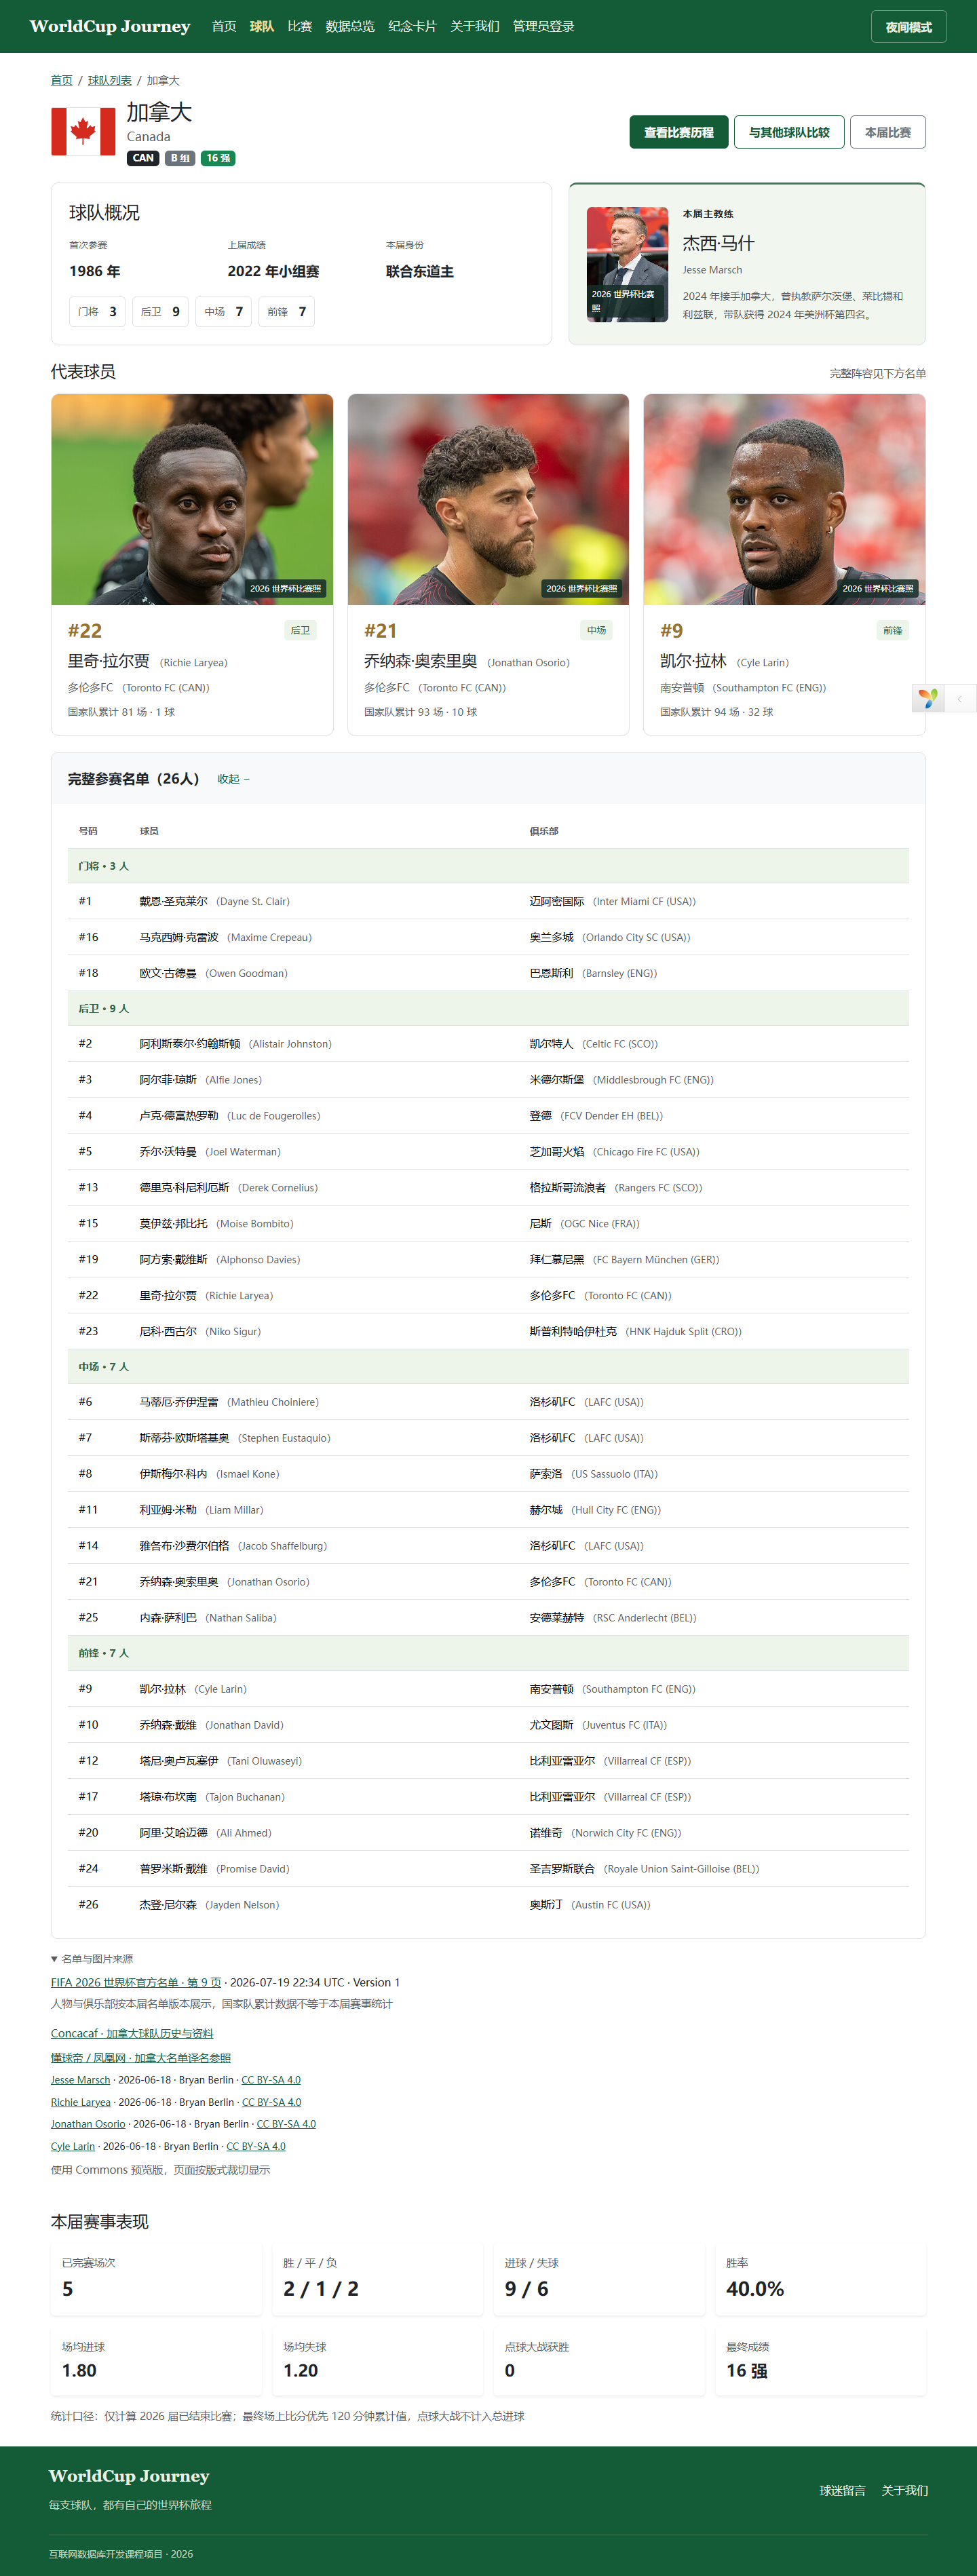 WorldCup Journey 首页 球队 比赛 数据总览 纪念卡片 关于我们 管理员登录 夜间模式
首页 / 球队列表 / 加拿大
加拿大
Canada
CAN B 组 16 强
查看比赛历程 与其他球队比较 本届比赛
球队概况
首次参赛 上届成绩 本届身份
1986 年 2022 年小组赛 联合东道主
门将 3 后卫 9 中场 7 前锋 7
本届主教练
杰西·马什
Jesse Marsch
2024 年接手加拿大，曾执教萨尔茨堡、莱比锡和
利兹联，带队获得 2024 年美洲杯第四名。
2026 世界杯比赛
照
代表球员
完整阵容见下方名单
2026 世界杯比赛照
2026 世界杯比赛照
2026 世界杯比赛照
#22 后卫
里奇·拉尔贾 （Richie Laryea）
多伦多FC （Toronto FC (CAN)）
国家队累计 81 场 · 1 球
#21 中场
乔纳森·奥索里奥 （Jonathan Osorio）
多伦多FC （Toronto FC (CAN)）
国家队累计 93 场 · 10 球
#9 前锋
凯尔·拉林 （Cyle Larin）
南安普顿 （Southampton FC (ENG)）
国家队累计 94 场 · 32 球
完整参赛名单（26人） 收起 −
号码 球员 俱乐部
门将 • 3 人
#1 戴恩·圣克莱尔 （Dayne St. Clair） 迈阿密国际 （Inter Miami CF (USA)）
#16 马克西姆·克雷波 （Maxime Crepeau） 奥兰多城 （Orlando City SC (USA)）
#18 欧文·古德曼 （Owen Goodman） 巴恩斯利 （Barnsley (ENG)）
后卫 • 9 人
#2 阿利斯泰尔·约翰斯顿 （Alistair Johnston） 凯尔特人 （Celtic FC (SCO)）
#3 阿尔菲·琼斯 （Alfie Jones） 米德尔斯堡 （Middlesbrough FC (ENG)）
#4 卢克·德富热罗勒 （Luc de Fougerolles） 登德 （FCV Dender EH (BEL)）
#5 乔尔·沃特曼 （Joel Waterman） 芝加哥火焰 （Chicago Fire FC (USA)）
#13 德里克·科尼利厄斯 （Derek Cornelius） 格拉斯哥流浪者 （Rangers FC (SCO)）
#15 莫伊兹·邦比托 （Moise Bombito） 尼斯 （OGC Nice (FRA)）
#19 阿方索·戴维斯 （Alphonso Davies） 拜仁慕尼黑 （FC Bayern München (GER)）
#22 里奇·拉尔贾 （Richie Laryea） 多伦多FC （Toronto FC (CAN)）
#23 尼科·西古尔 （Niko Sigur） 斯普利特哈伊杜克 （HNK Hajduk Split (CRO)）
中场 • 7 人
#6 马蒂厄·乔伊涅雷 （Mathieu Choiniere） 洛杉矶FC （LAFC (USA)）
#7 斯蒂芬·欧斯塔基奥 （Stephen Eustaquio） 洛杉矶FC （LAFC (USA)）
#8 伊斯梅尔·科内 （Ismael Kone） 萨索洛 （US Sassuolo (ITA)）
#11 利亚姆·米勒 （Liam Millar） 赫尔城 （Hull City FC (ENG)）
#14 雅各布·沙费尔伯格 （Jacob Shaffelburg） 洛杉矶FC （LAFC (USA)）
#21 乔纳森·奥索里奥 （Jonathan Osorio） 多伦多FC （Toronto FC (CAN)）
#25 内森·萨利巴 （Nathan Saliba） 安德莱赫特 （RSC Anderlecht (BEL)）
前锋 • 7 人
#9 凯尔·拉林 （Cyle Larin） 南安普顿 （Southampton FC (ENG)）
#10 乔纳森·戴维 （Jonathan David） 尤文图斯 （Juventus FC (ITA)）
#12 塔尼·奥卢瓦塞伊 （Tani Oluwaseyi） 比利亚雷亚尔 （Villarreal CF (ESP)）
#17 塔琼·布坎南 （Tajon Buchanan） 比利亚雷亚尔 （Villarreal CF (ESP)）
#20 阿里·艾哈迈德 （Ali Ahmed） 诺维奇 （Norwich City FC (ENG)）
#24 普罗米斯·戴维 （Promise David） 圣吉罗斯联合 （Royale Union Saint-Gilloise (BEL)）
#26 杰登·尼尔森 （Jayden Nelson） 奥斯汀 （Austin FC (USA)）
▼ 名单与图片来源
FIFA 2026 世界杯官方名单 · 第 9 页 · 2026-07-19 22:34 UTC · Version 1
人物与俱乐部按本届名单版本展示，国家队累计数据不等于本届赛事统计
Concacaf · 加拿大球队历史与资料
懂球帝 / 凤凰网 · 加拿大名单译名参照
Jesse Marsch · 2026-06-18 · Bryan Berlin · CC BY-SA 4.0
Richie Laryea · 2026-06-18 · Bryan Berlin · CC BY-SA 4.0
Jonathan Osorio · 2026-06-18 · Bryan Berlin · CC BY-SA 4.0
Cyle Larin · 2026-06-18 · Bryan Berlin · CC BY-SA 4.0
使用 Commons 预览版，页面按版式裁切显示
本届赛事表现
已完赛场次 胜 / 平 / 负 进球 / 失球 胜率
5 2 / 1 / 2 9 / 6 40.0%
场均进球 场均失球 点球大战获胜 最终成绩
1.80 1.20 0 16 强
统计口径：仅计算 2026 届已结束比赛；最终场上比分优先 120 分钟累计值，点球大战不计入总进球
WorldCup Journey
每支球队，都有自己的世界杯旅程
球迷留言 关于我们
互联网数据库开发课程项目 · 2026